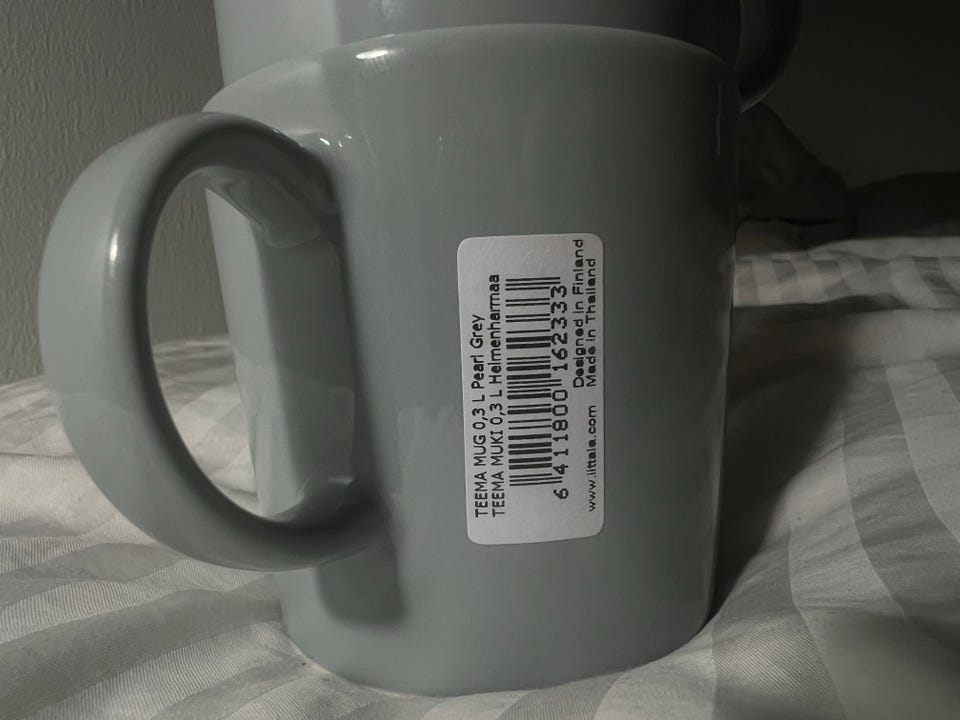 TEEMA MUG 0,3 L Pearl Grey
TEEMA MUKI 0,3 L Helmenharmaa
6 411800 162333
Designed in Finland
www.iittala.com Made in Thailand